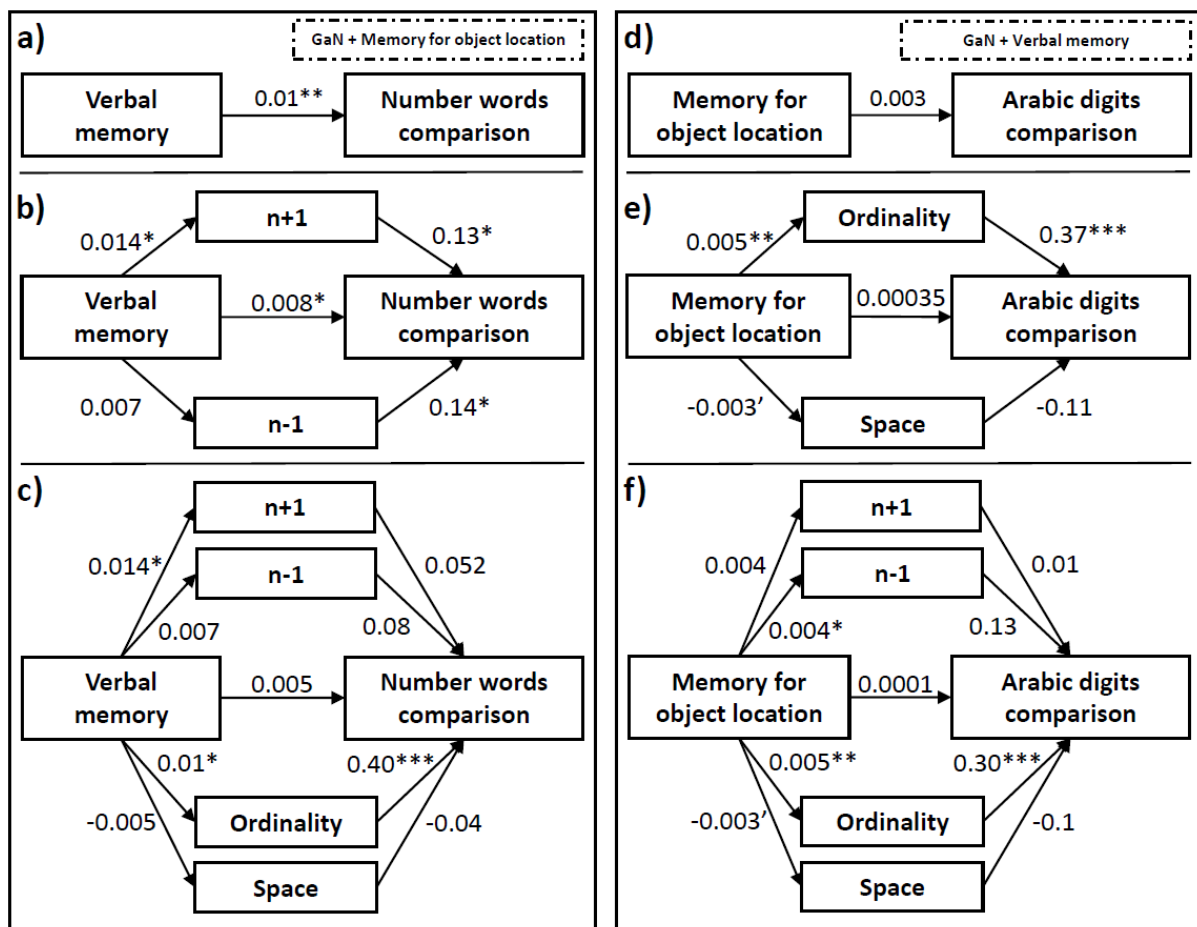 a)
GaN + Memory for object location
Verbal
memory
0.01**
Number words
comparison
b)
n+1
0.014*
0.13*
Verbal
memory
0.008*
Number words
comparison
0.007
0.14*
n-1
c)
n+1
0.014*
0.052
n-1
0.007
0.08
Verbal
memory
0.005
Number words
comparison
0.01*
0.40***
-0.005
Ordinality
-0.04
Space
d)
GaN + Verbal memory
Memory for
object location
0.003
Arabic digits
comparison
e)
Ordinality
0.005**
0.37***
Memory for
object location
0.00035
Arabic digits
comparison
-0.003’
-0.11
Space
f)
n+1
0.004
0.01
n-1
0.004*
0.13
Memory for
object location
0.0001
Arabic digits
comparison
0.005**
0.30***
-0.003’
Ordinality
-0.1
Space